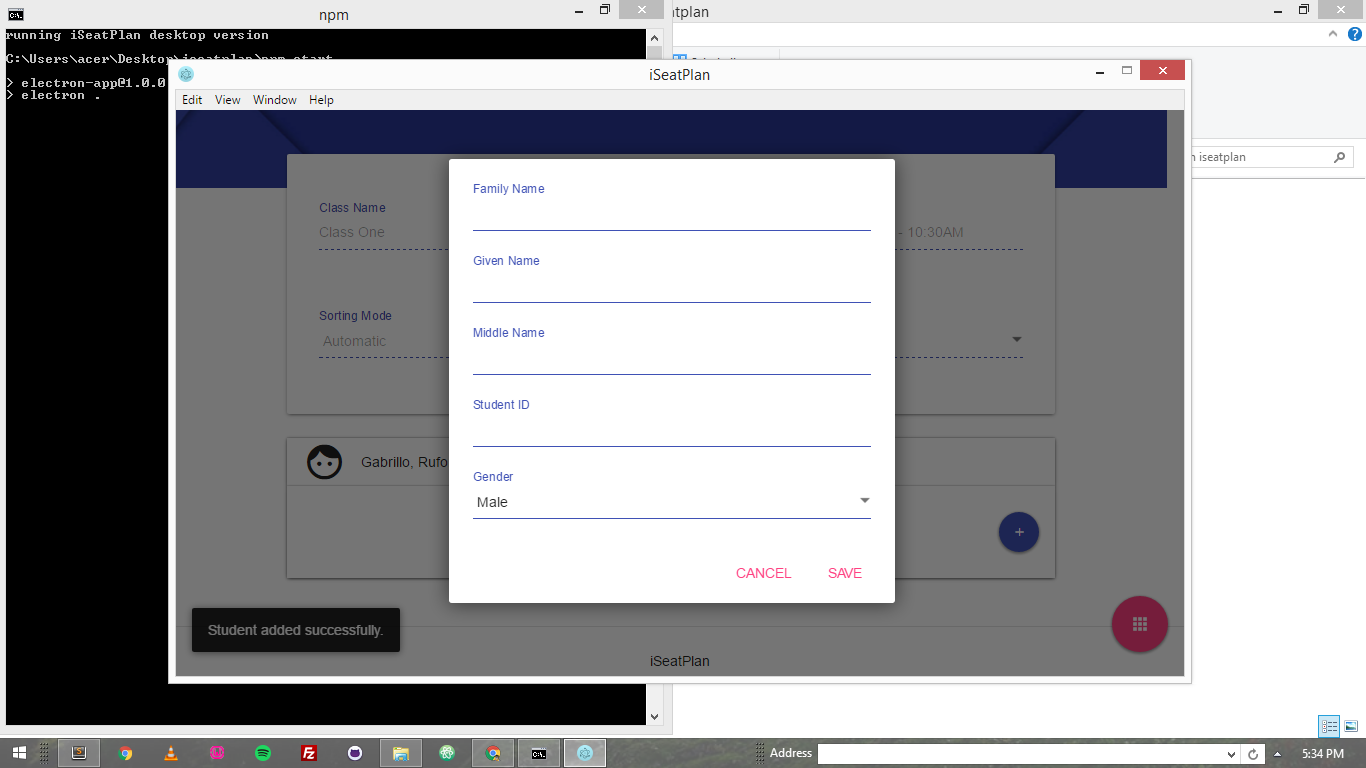 npm
atplan
running iSeatPlan desktop version
C:\Users\acer\Desktop\iseatplan>npm start
> electron-app@1.0.0
> electron .
iSeatPlan
Edit View Window Help
iseatplan
Class Name
Class One
- 10:30AM
Sorting Mode
Automatic
Family Name
Given Name
Middle Name
Student ID
Gender
Male
CANCEL SAVE
Gabrillo, Rufo
+
Student added successfully.
iSeatPlan
Address
5:34 PM